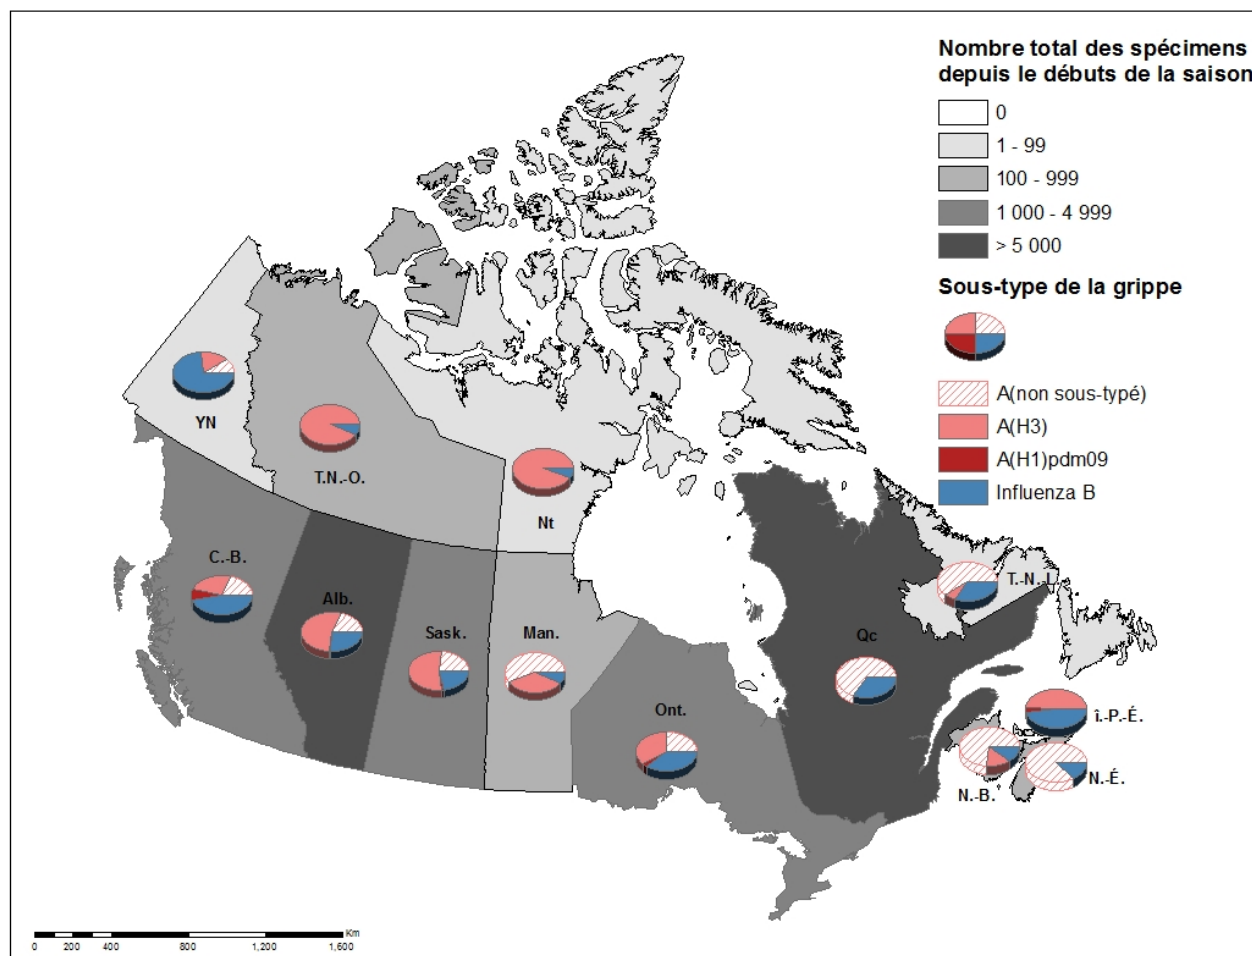 Nombre total des spécimens
depuis le débuts de la saison
0
1 - 99
100 - 999
1 000 - 4 999
> 5 000
Sous-type de la grippe
A(non sous-typé)
A(H3)
A(H1)pdm09
Influenza B
YN
T.N.-O.
Nt
C.-B.
Alb.
Sask.
Man.
Ont.
Qc
T.-N.-L.
î.-P.-É.
N.-B.
N.-É.
Km
0 200 400 800 1,200 1,600